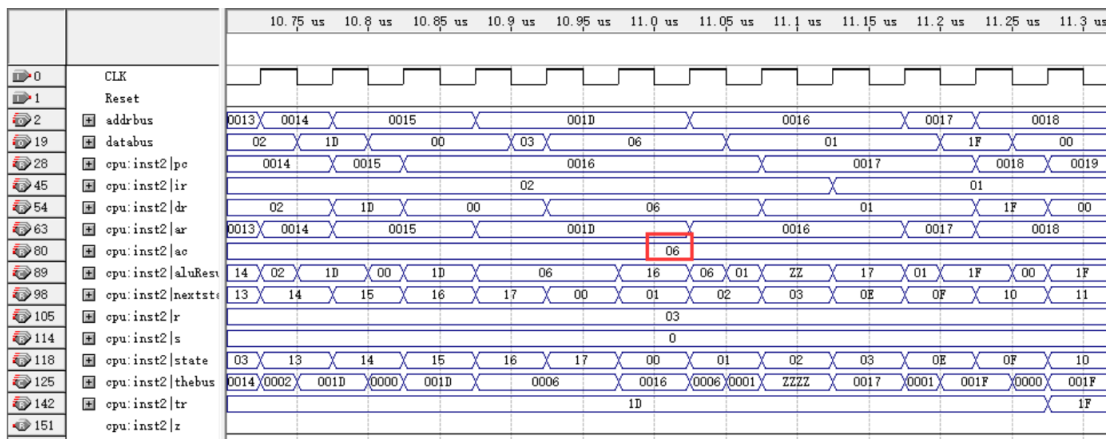 10.75 us 10.8 us 10.85 us 10.9 us 10.95 us 11.0 us 11.05 us 11.1 us 11.15 us 11.2 us 11.25 us 11.3 us
0 CLK
1 Reset
2 addrbus 0013 0014 0015 001D 0016 0017 0018
19 databus 02 1D 00 03 06 01 1F 00
28 cpu:inst2|pc 0014 0015 0016 0017 0018 0019
45 cpu:inst2|ir 02 01
54 cpu:inst2|dr 02 1D 00 06 01 1F 00
63 cpu:inst2|ar 0013 0014 0015 001D 0016 0017 0018
80 cpu:inst2|ac 06
89 cpu:inst2|aluResu 14 02 1D 00 1D 06 16 06 01 ZZ 17 01 1F 00 1F
98 cpu:inst2|nextste 13 14 15 16 17 00 01 02 03 0E 0F 10 11
105 cpu:inst2|r 03
114 cpu:inst2|s 0
118 cpu:inst2|state 03 13 14 15 16 17 00 01 02 03 0E 0F 10
125 cpu:inst2|thebus 0014 0002 001D 0000 001D 0006 0016 0006 0001 ZZZZ 0017 0001 001F 0000 001F
142 cpu:inst2|tr 1D 1F
151 cpu:inst2|z